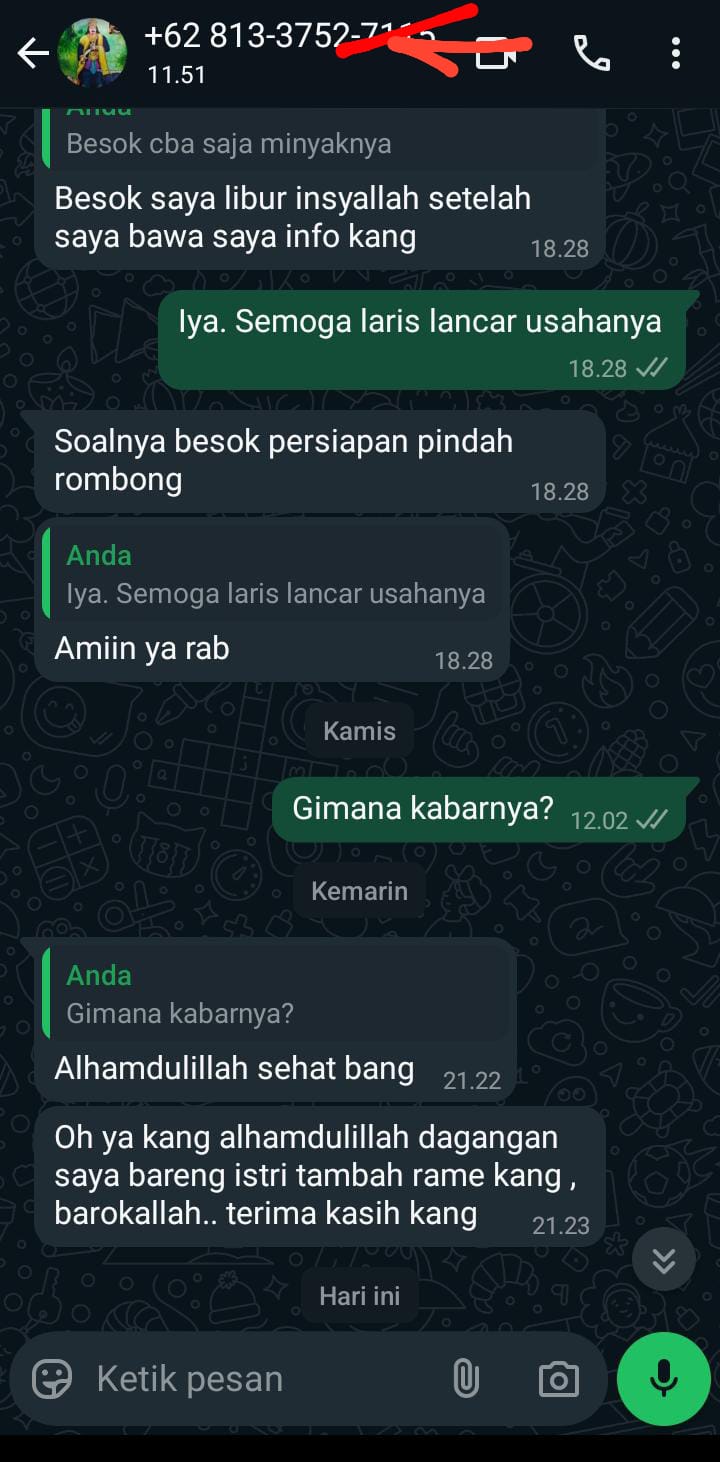 +62 813-3752-7115
11.51
Anda
Besok cba saja minyaknya
Besok saya libur insyallah setelah
saya bawa saya info kang
18.28
Iya. Semoga laris lancar usahanya
18.28
Soalnya besok persiapan pindah
rombong
18.28
Anda
Iya. Semoga laris lancar usahanya
Amiin ya rab
18.28
Kamis
Gimana kabarnya?
12.02
Kemarin
Anda
Gimana kabarnya?
Alhamdulillah sehat bang
21.22
Oh ya kang alhamdulillah dagangan
saya bareng istri tambah rame kang ,
barokallah.. terima kasih kang
21.23
Hari ini
Ketik pesan